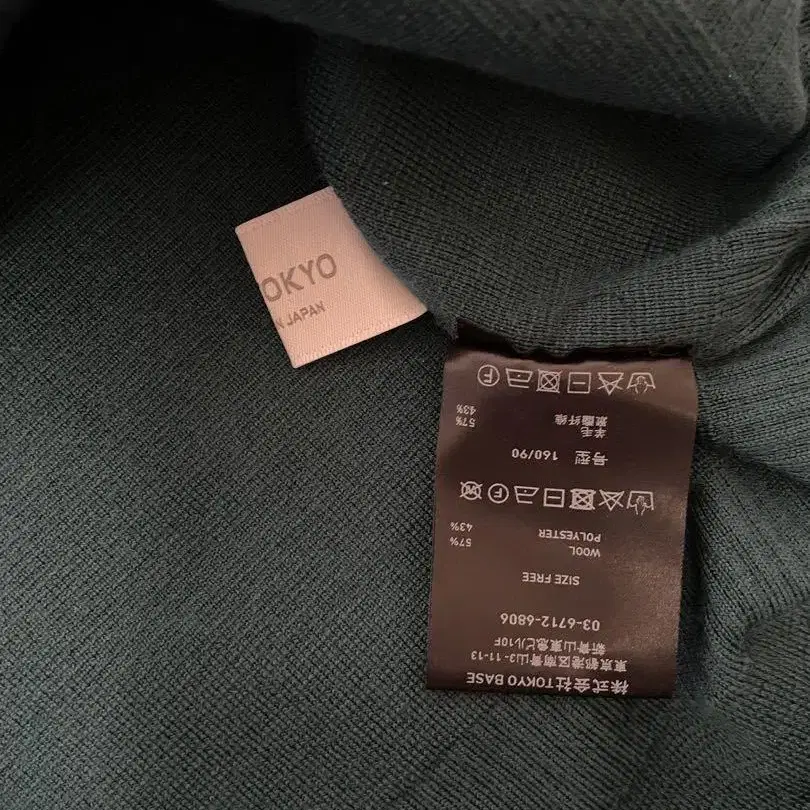 OKYO
N JAPAN
株式会社TOKYO BASE
東京都港区南青山3-11-13
新青山東急ビル10F
03-6712-6806
SIZE FREE
WOOL 57%
POLYESTER 43%
F W
号型 160/90
羊毛 57%
聚酯纤维 43%
F